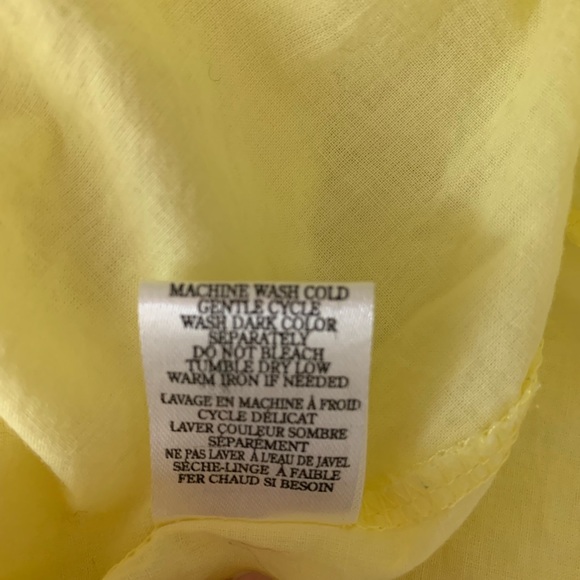 MACHINE WASH COLD
GENTLE CYCLE
WASH DARK COLOR
SEPARATELY
DO NOT BLEACH
TUMBLE DRY LOW
WARM IRON IF NEEDED
LAVAGE EN MACHINE À FROID
CYCLE DÉLICAT
LAVER COULEUR SOMBRE
SÉPARÉMENT
NE PAS LAVER À L'EAU DE JAVEL
SÈCHE-LINGE À FAIBLE
FER CHAUD SI BESOIN